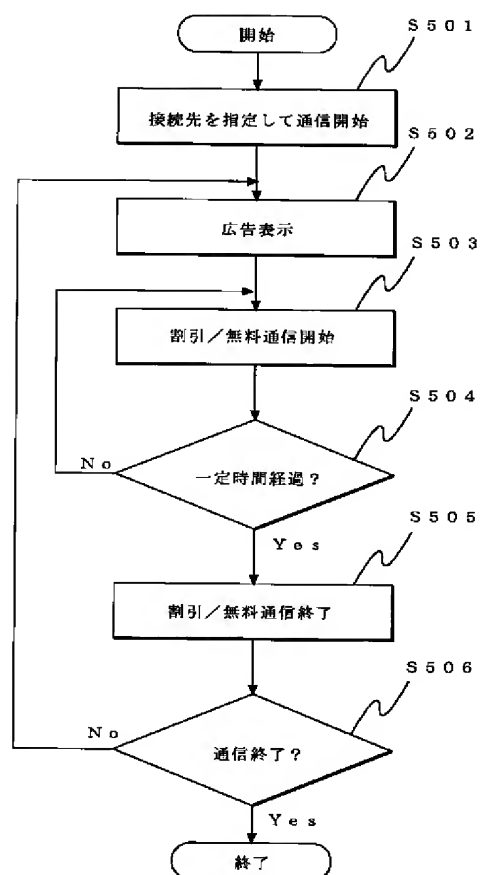 開始
S501
接続先を指定して通信開始
S502
広告表示
S503
割引／無料通信開始
S504
No
一定時間経過？
Yes
S505
割引／無料通信終了
S506
No
通信終了？
Yes
終了